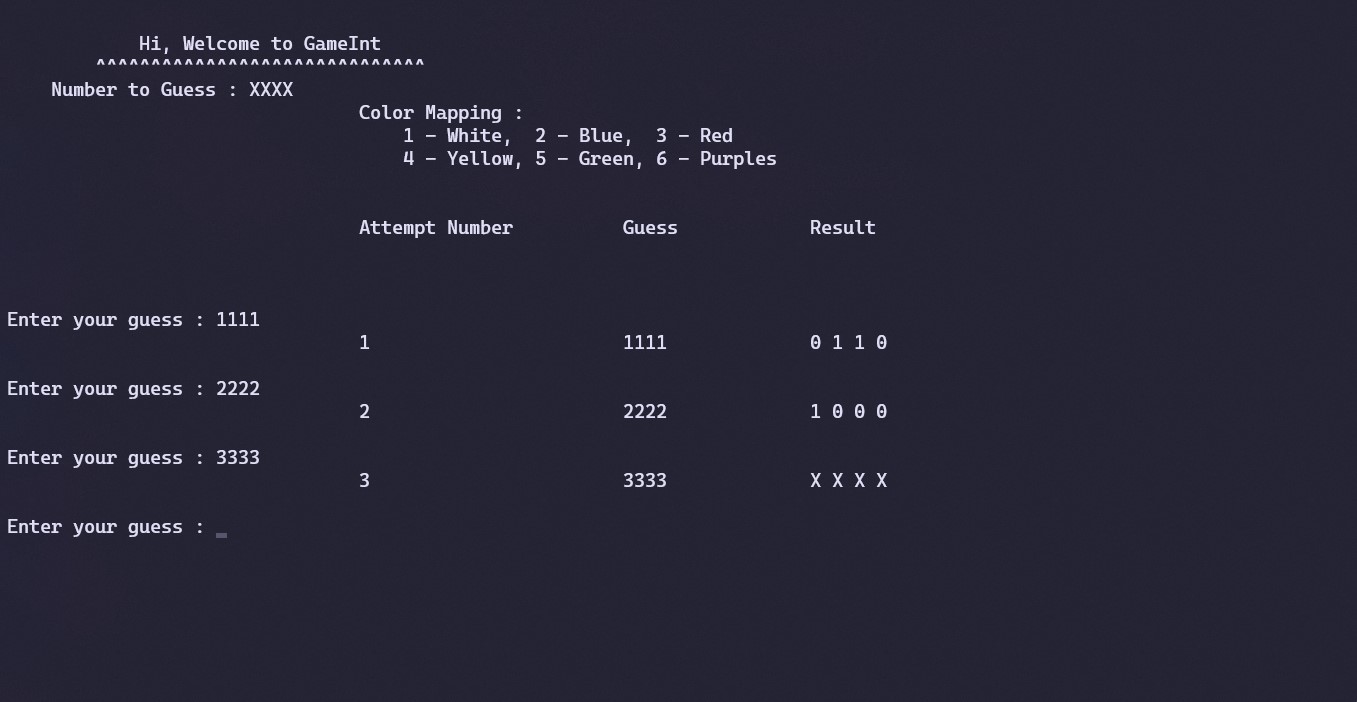 Hi, Welcome to GameInt
^^^^^^^^^^^^^^^^^^^^^^^^^^^^^^
Number to Guess : XXXX
Color Mapping :
1 – White,  2 – Blue,  3 – Red
4 – Yellow, 5 – Green, 6 – Purples
Attempt Number Guess Result
Enter your guess : 1111
1 1111 0 1 1 0
Enter your guess : 2222
2 2222 1 0 0 0
Enter your guess : 3333
3 3333 X X X X
Enter your guess : _